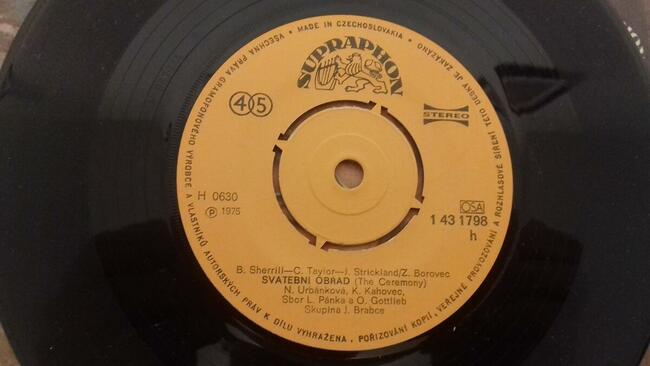 VŠECHNA PRÁVA GRAMOFONOVÉHO VÝROBCE A VLASTNÍKŮ AUTORSKÝCH PRÁV K DÍLU VYHRAŽENA. POŘIZOVÁNÍ KOPIÍ, VEŘEJNÉ PROVOZOVÁNÍ A ROZHLASOVÉ ŠÍŘENÍ TÉTO DESKY JE ZAKÁZÁNO • MADE IN CZECHOSLOVAKIA •
SUPRAPHON
45
STEREO
H 0630
Ⓟ 1975
OSA
1 43 1798
h
B. Sherrill—C. Taylor—J. Strickland/Z. Borovec
SVATEBNÍ OBŘAD (The Ceremony)
N. Urbánková, K. Kahovec,
Sbor L. Pánka a O. Gottlieb
Skupina J. Brabce